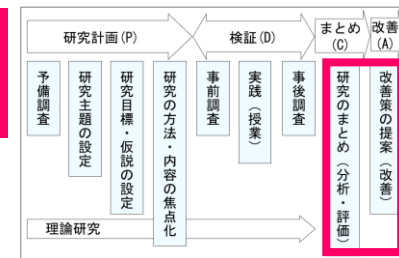 研究計画(P)
検証(D)
まとめ
(C)
改善
(A)
予備調査
研究主題の設定
研究目標・仮説の設定
研究の方法・内容の焦点化
事前調査
実践(授業)
事後調査
研究のまとめ(分析・評価)
改善策の提案(改善)
理論研究